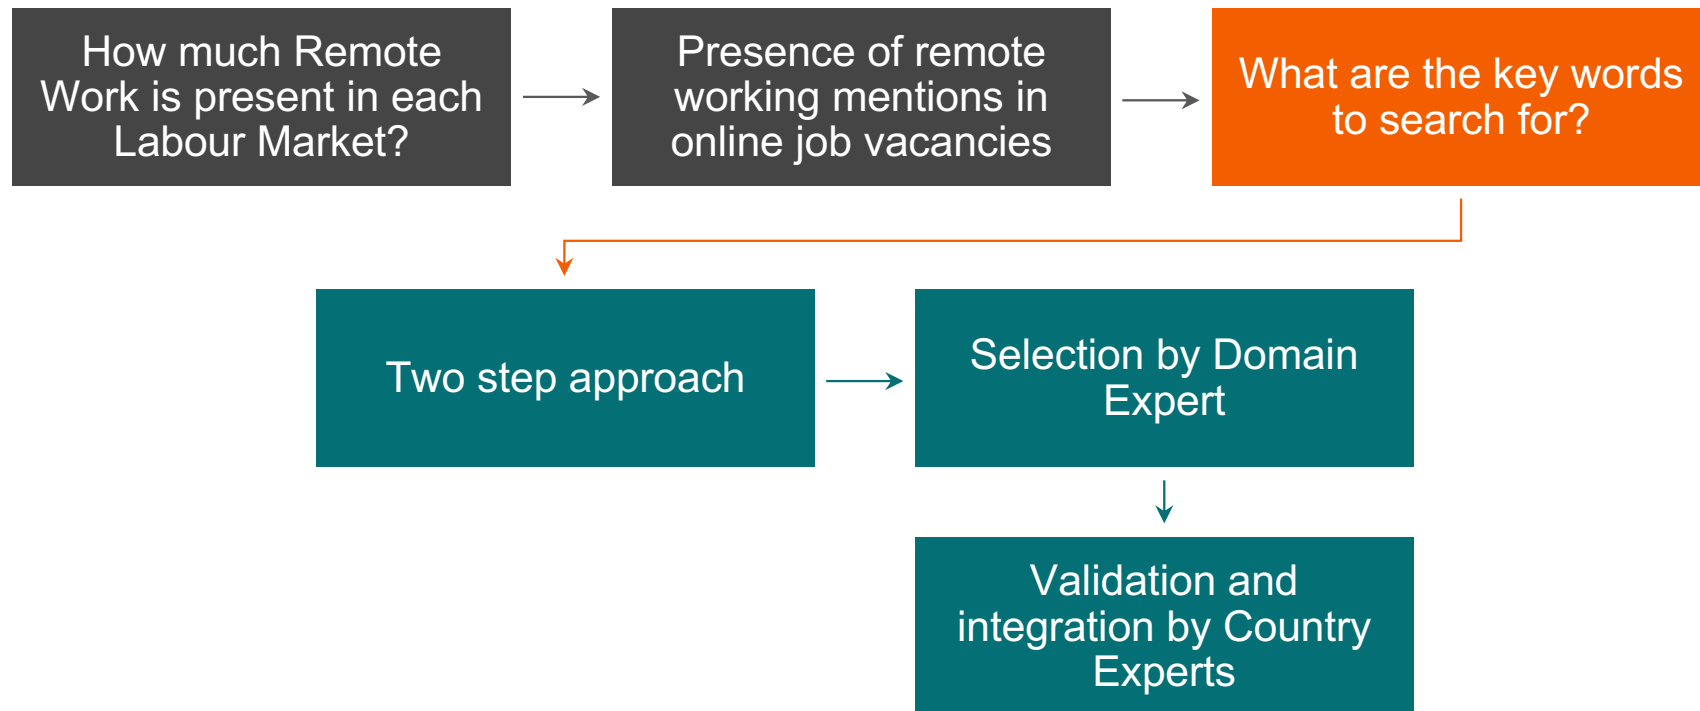 How much Remote
Work is present in each
Labour Market?
Presence of remote
working mentions in
online job vacancies
What are the key words
to search for?
Two step approach
Selection by Domain
Expert
Validation and
integration by Country
Experts